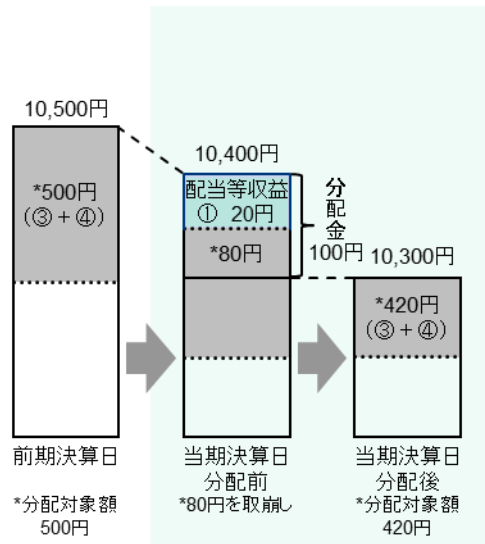 10,500円
*500円
(③+④)
前期決算日
*分配対象額
500円
10,400円
配当等収益
① 20円
*80円
分配金
100円
当期決算日
分配前
*80円を取崩し
10,300円
*420円
(③+④)
当期決算日
分配後
*分配対象額
420円